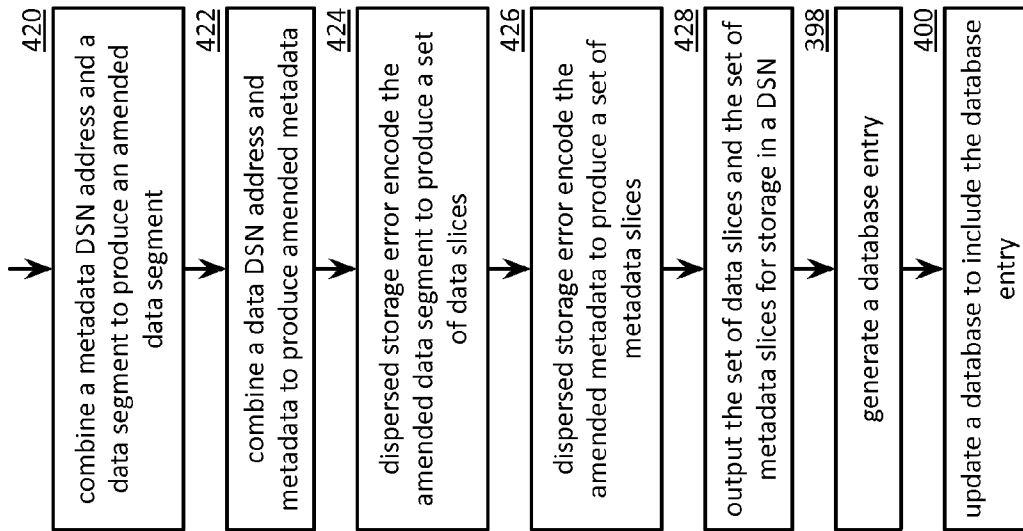 420
combine a metadata DSN address and a
data segment to produce an amended
data segment
422
combine a data DSN address and
metadata to produce amended metadata
424
dispersed storage error encode the
amended data segment to produce a set
of data slices
426
dispersed storage error encode the
amended metadata to produce a set of
metadata slices
428
output the set of data slices and the set of
metadata slices for storage in a DSN
398
generate a database entry
400
update a database to include the database
entry